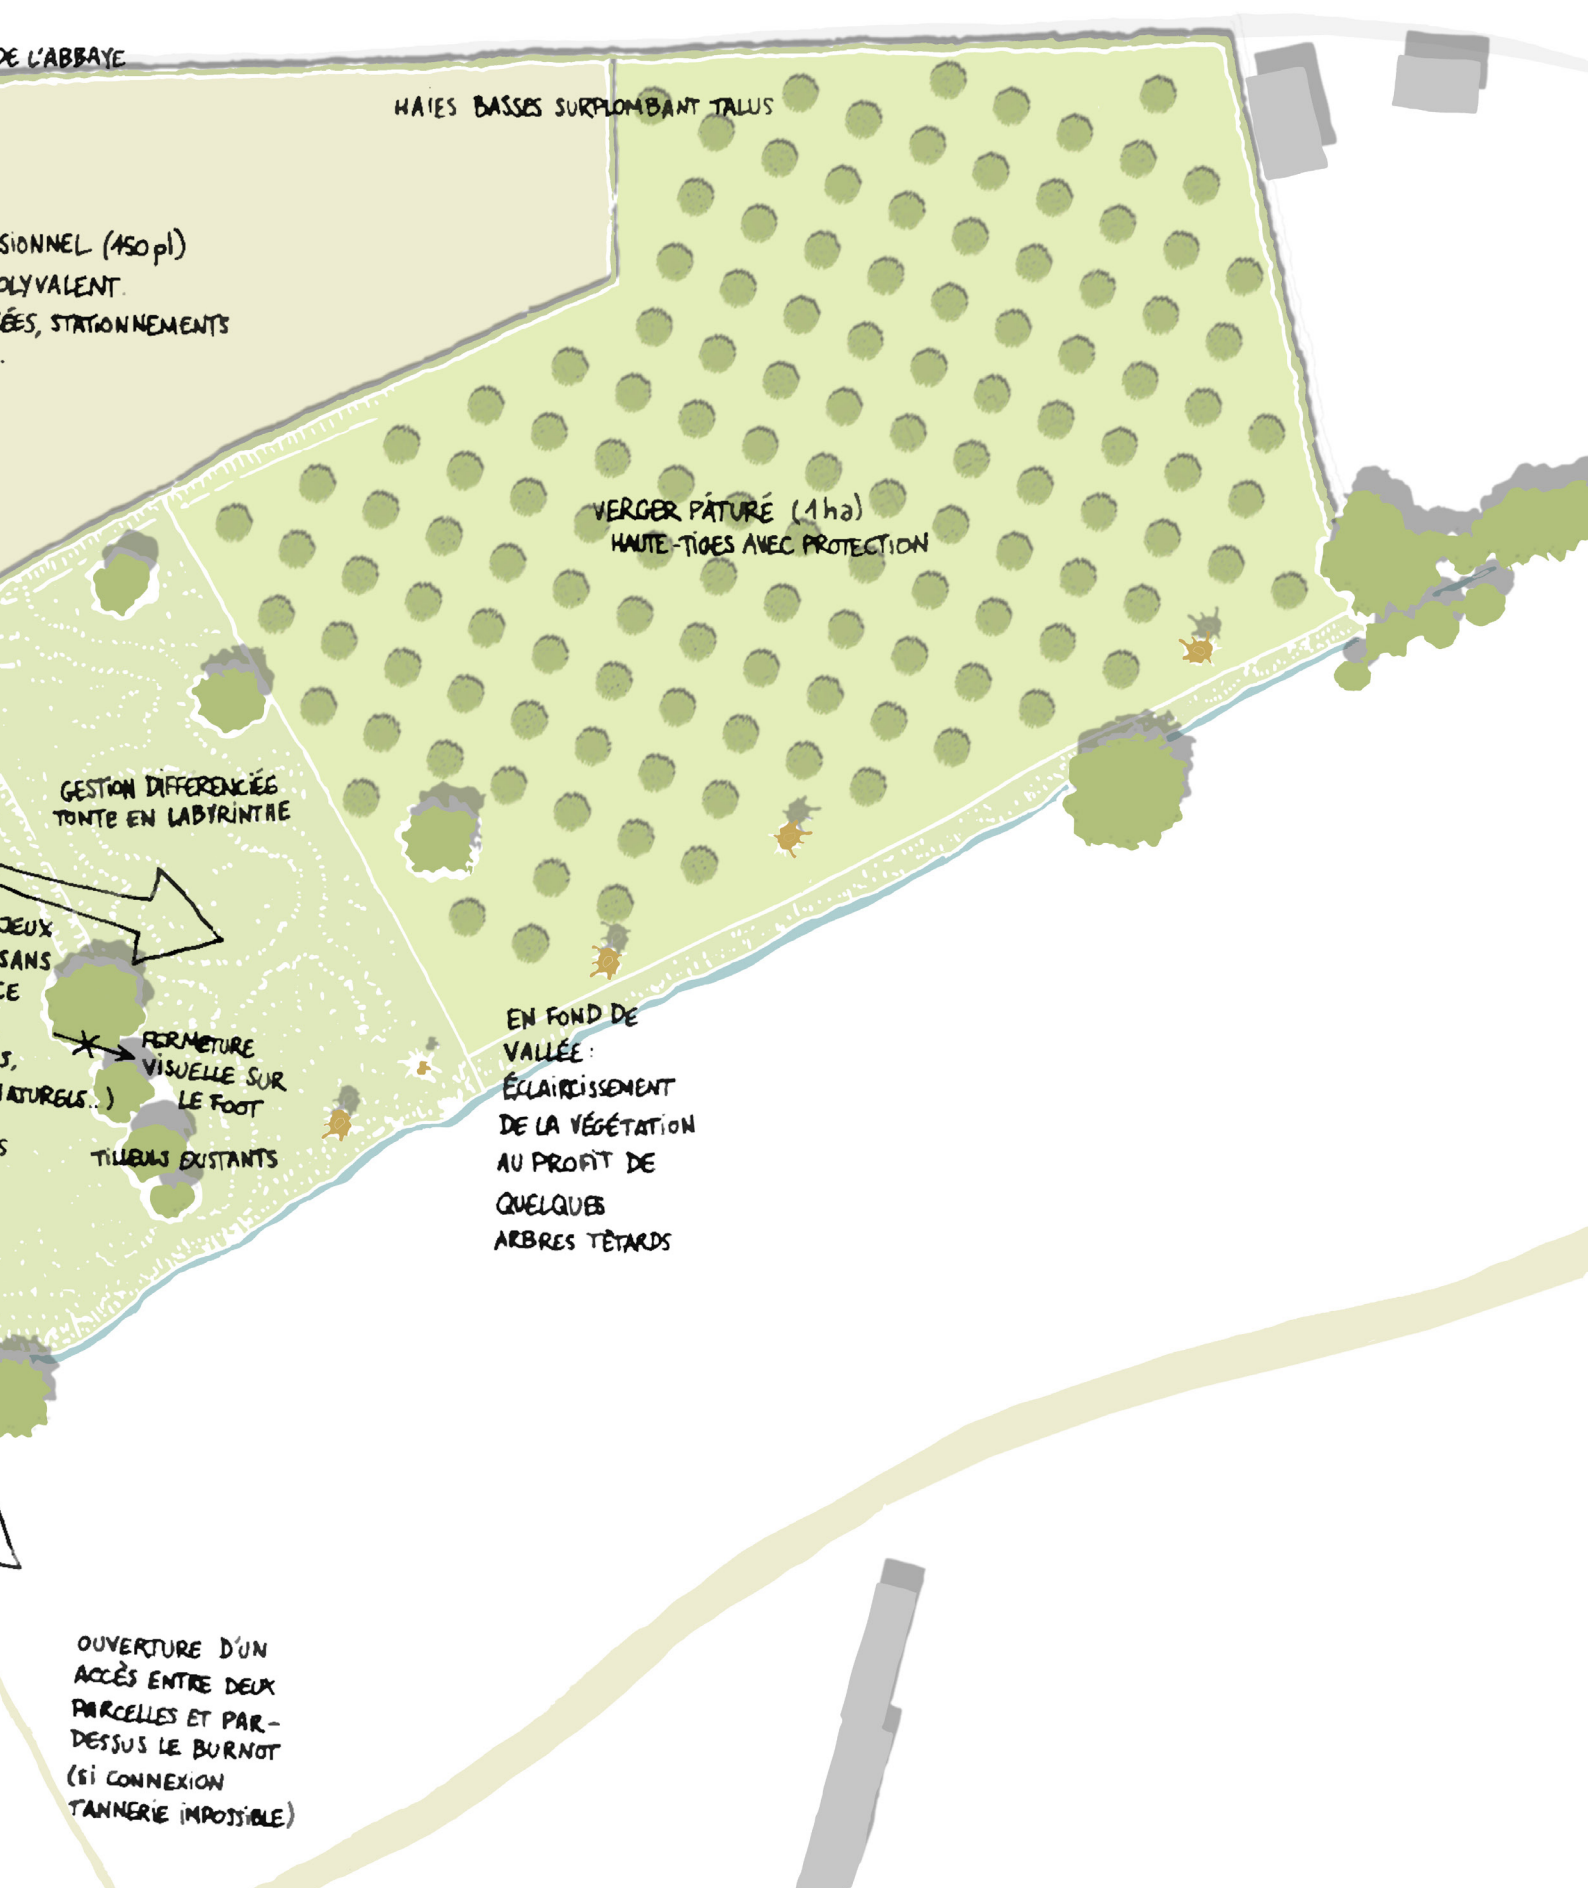 DE L'ABBAYE
HAIES BASSES SURPLOMBANT TALUS
SIONNEL (450 pl)
OLYVALENT.
ÉES, STATIONNEMENTS
.
VERGER PÂTURÉ (1 ha)
HAUTE-TIGES AVEC PROTECTION
GESTION DIFFERENCIÉE
TONTE EN LABYRINTHE
JEUX
SANS
CE
S,
NATURELS..)
S
FERMETURE
VISUELLE SUR
LE FOOT
TILLEULS EXISTANTS
EN FOND DE
VALLÉE :
ÉCLAIRCISSEMENT
DE LA VÉGÉTATION
AU PROFIT DE
QUELQUES
ARBRES TÊTARDS
OUVERTURE D'UN
ACCÈS ENTRE DEUX
PARCELLES ET PAR-
DESSUS LE BURNOT
(SI CONNEXION
TANNERIE IMPOSSIBLE)